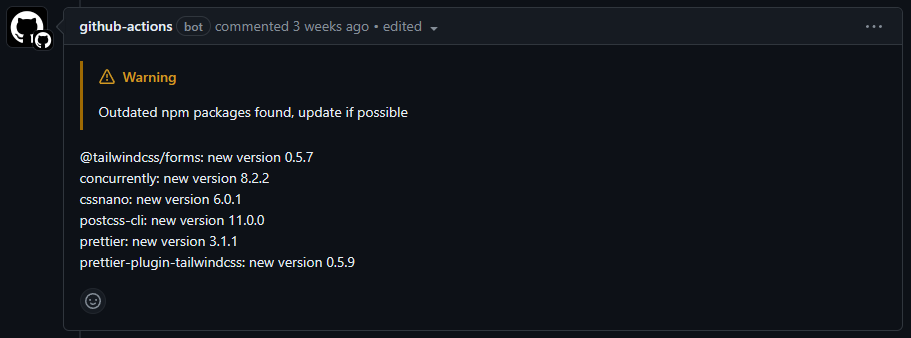 github-actions bot commented 3 weeks ago • edited
Warning
Outdated npm packages found, update if possible
@tailwindcss/forms: new version 0.5.7
concurrently: new version 8.2.2
cssnano: new version 6.0.1
postcss-cli: new version 11.0.0
prettier: new version 3.1.1
prettier-plugin-tailwindcss: new version 0.5.9